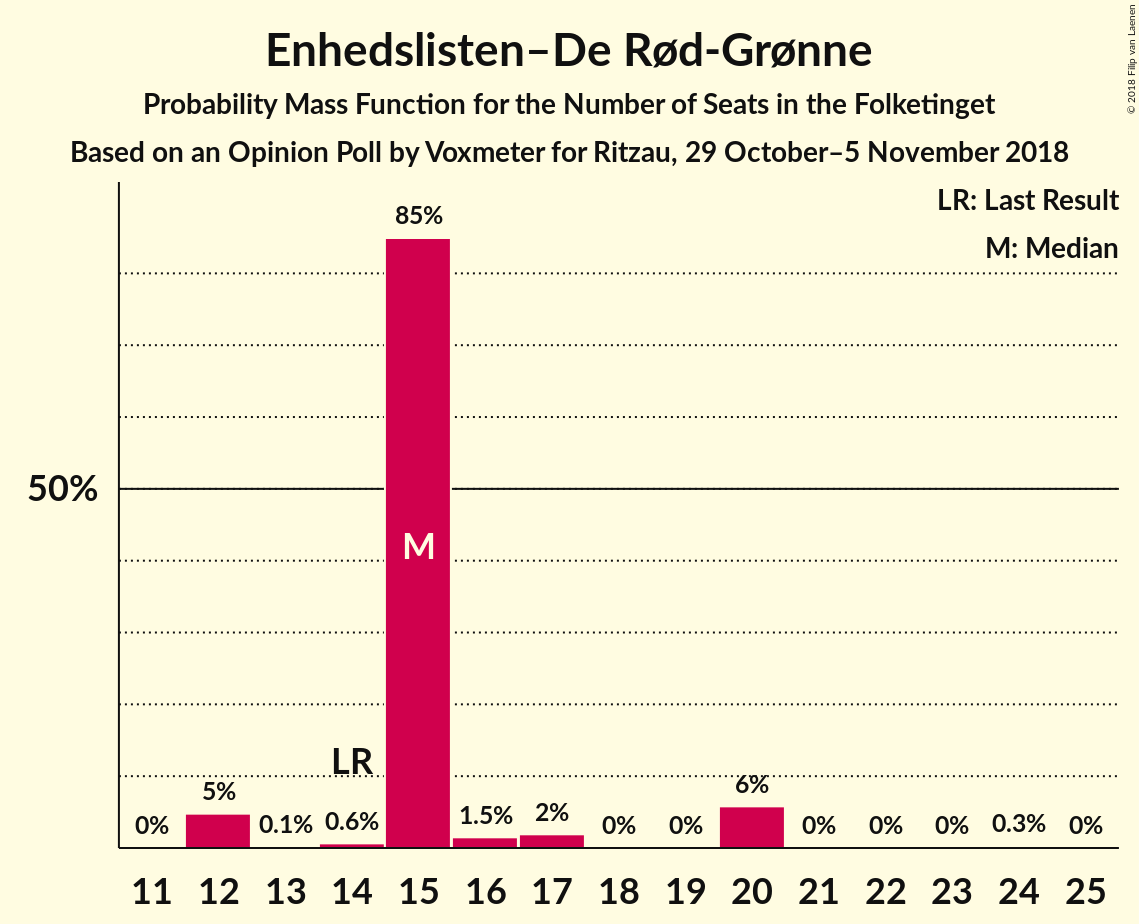 Enhedslisten–De Rød-Grønne
Probability Mass Function for the Number of Seats in the Folketinget
Based on an Opinion Poll by Voxmeter for Ritzau, 29 October–5 November 2018
© 2018 Filip van Laenen
LR: Last Result
M: Median
85%
50%
M
LR
0% 5% 0.1% 0.6% 1.5% 2% 0% 0% 6% 0% 0% 0% 0.3% 0%
11 12 13 14 15 16 17 18 19 20 21 22 23 24 25